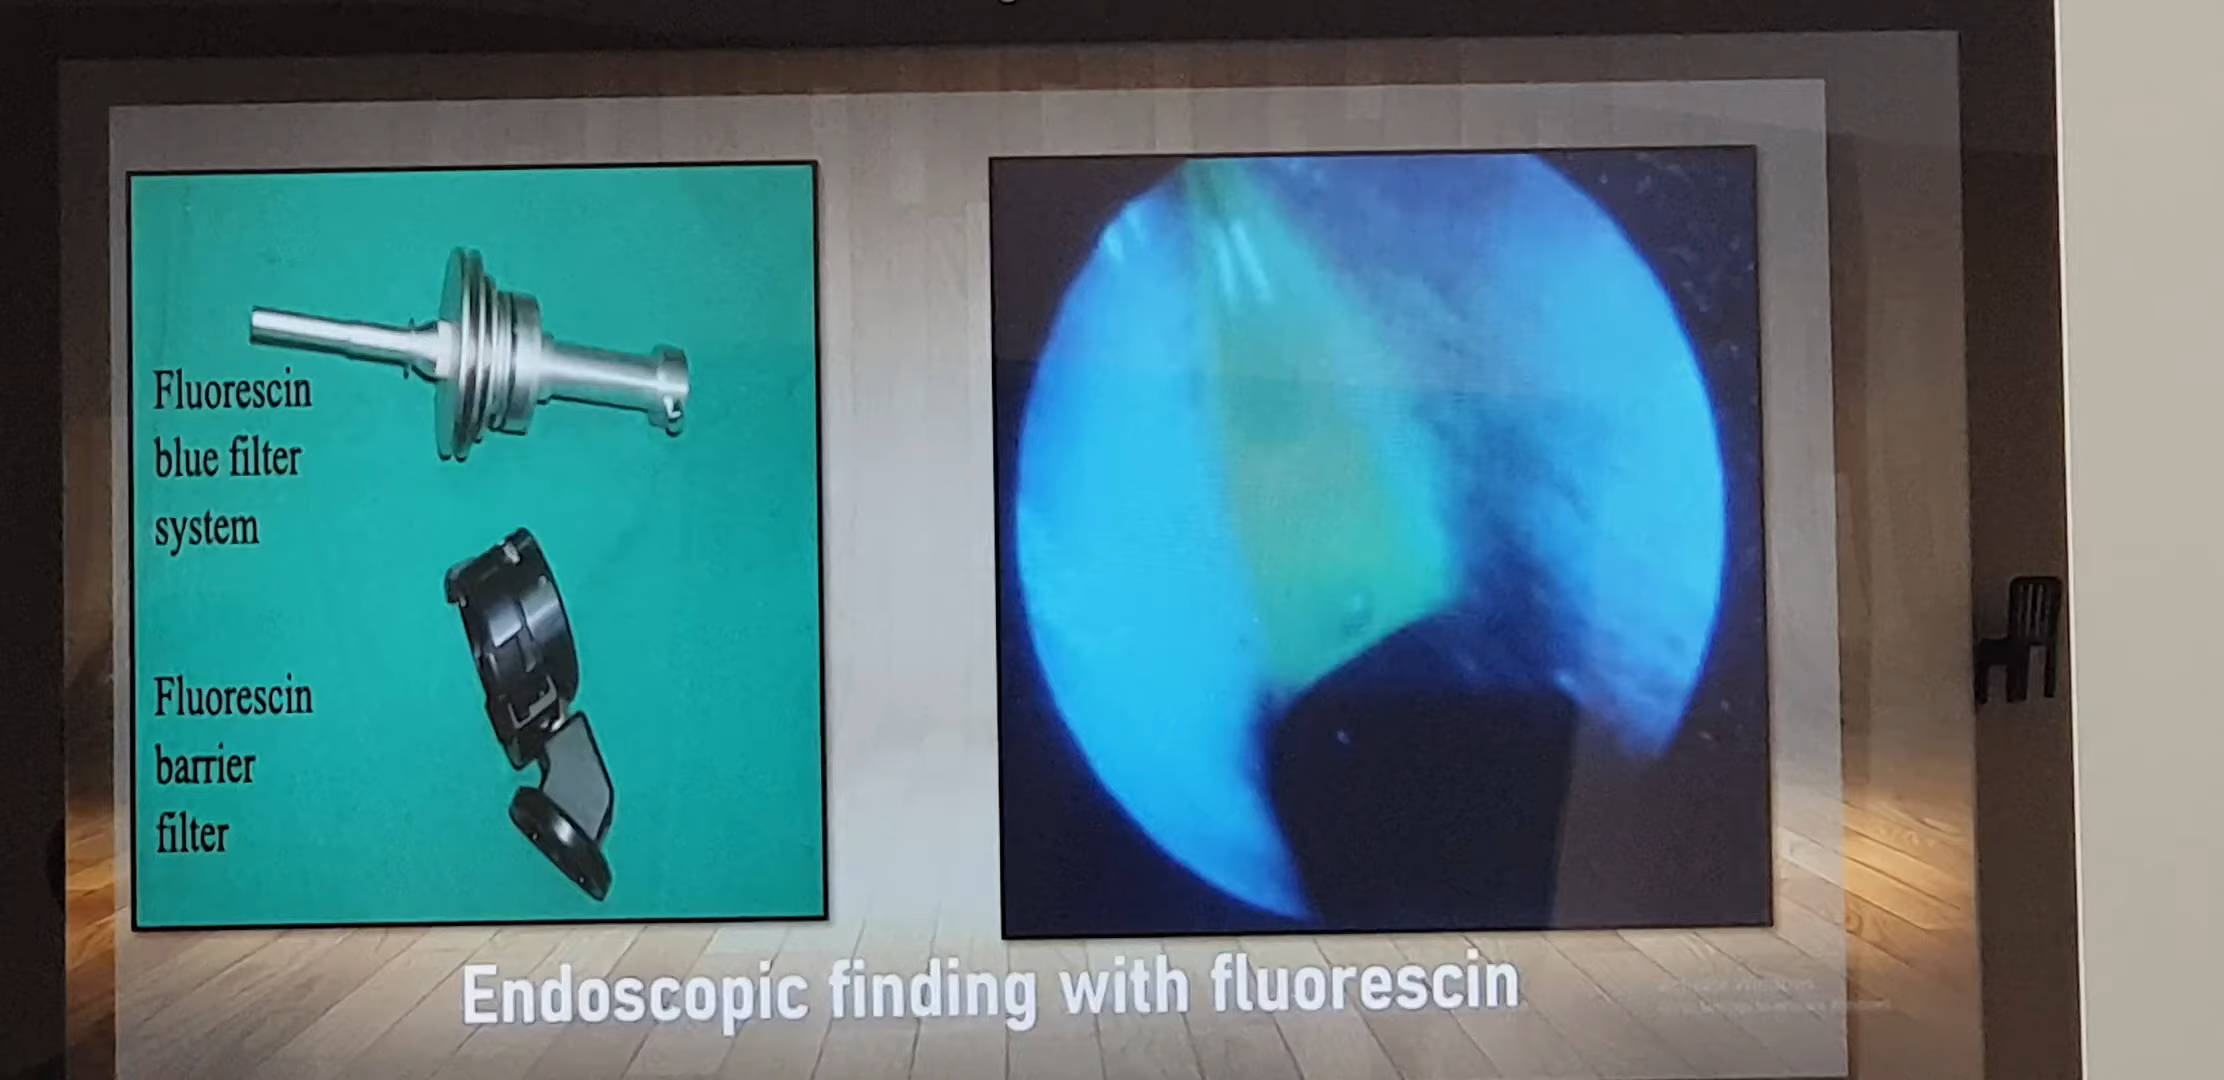 Fluorescin
blue filter
system
Fluorescin
barrier
filter
Endoscopic finding with fluorescin